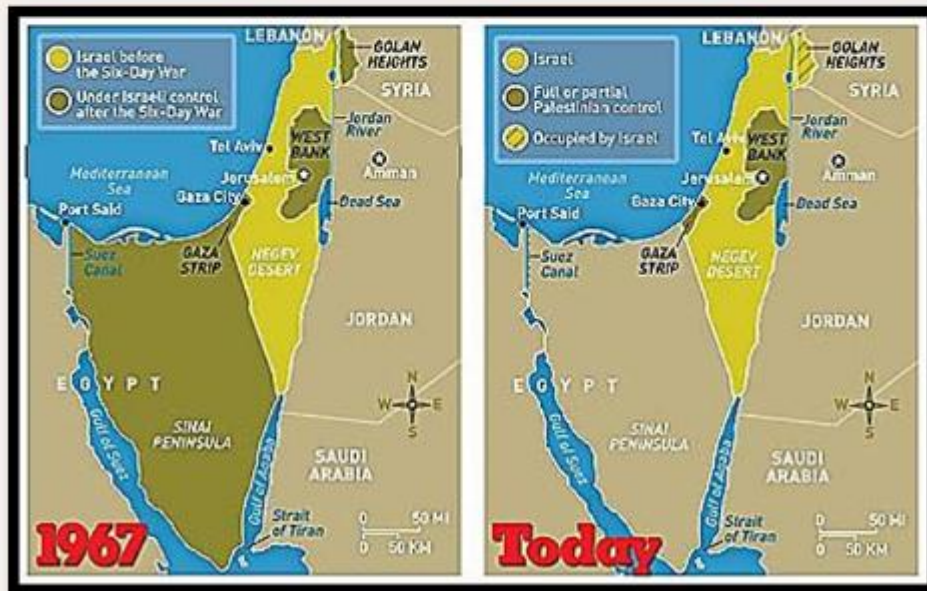 Israel before
the Six-Day War
Under Israeli control
after the Six-Day War
LEBANON
GOLAN
HEIGHTS
SYRIA
Jordan
River
WEST
BANK
Tel Aviv
Jerusalem
Amman
Mediterranean
Sea
Gaza City
Dead Sea
Port Said
Suez
Canal
GAZA
STRIP
NEGEV
DESERT
JORDAN
EGYPT
N
W E
S
SINAI
PENINSULA
Gulf of Suez
Gulf of Aqaba
SAUDI
ARABIA
Strait
of Tiran
0 50 MI
0 50 KM
1967
Israel
Full or partial
Palestinian control
Occupied by Israel
LEBANON
GOLAN
HEIGHTS
SYRIA
Jordan
River
WEST
BANK
Tel Aviv
Jerusalem
Amman
Mediterranean
Sea
Gaza City
Dead Sea
Port Said
Suez
Canal
GAZA
STRIP
NEGEV
DESERT
JORDAN
EGYPT
N
W E
S
SINAI
PENINSULA
Gulf of Suez
Gulf of Aqaba
SAUDI
ARABIA
Strait
of Tiran
0 50 MI
0 50 KM
Today